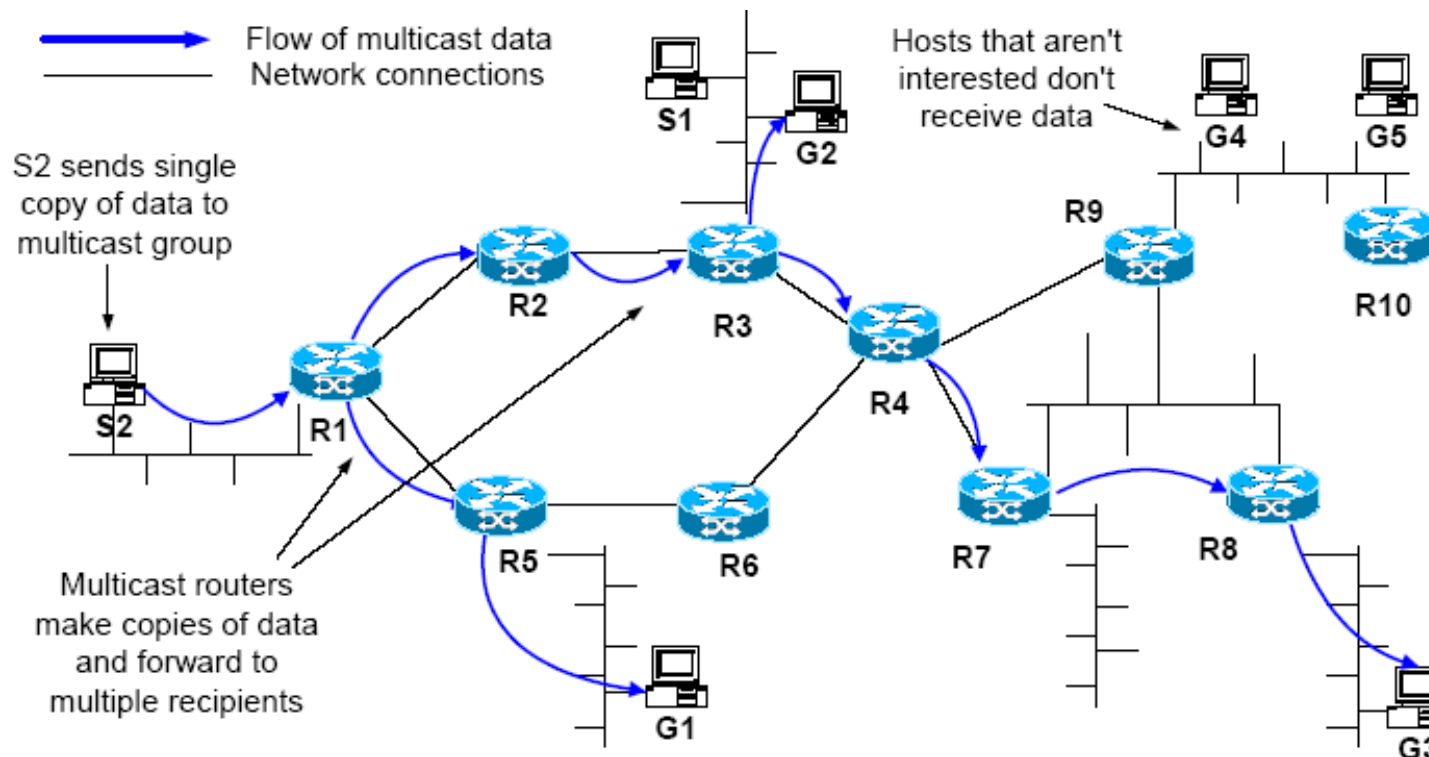 Flow of multicast data
Network connections
Hosts that aren't
interested don't
receive data
S1
G2
G4
G5
S2 sends single
copy of data to
multicast group
R9
R2
R3
R10
R4
S2
R1
R5
R6
R7
R8
Multicast routers
make copies of data
and forward to
multiple recipients
G1
G3